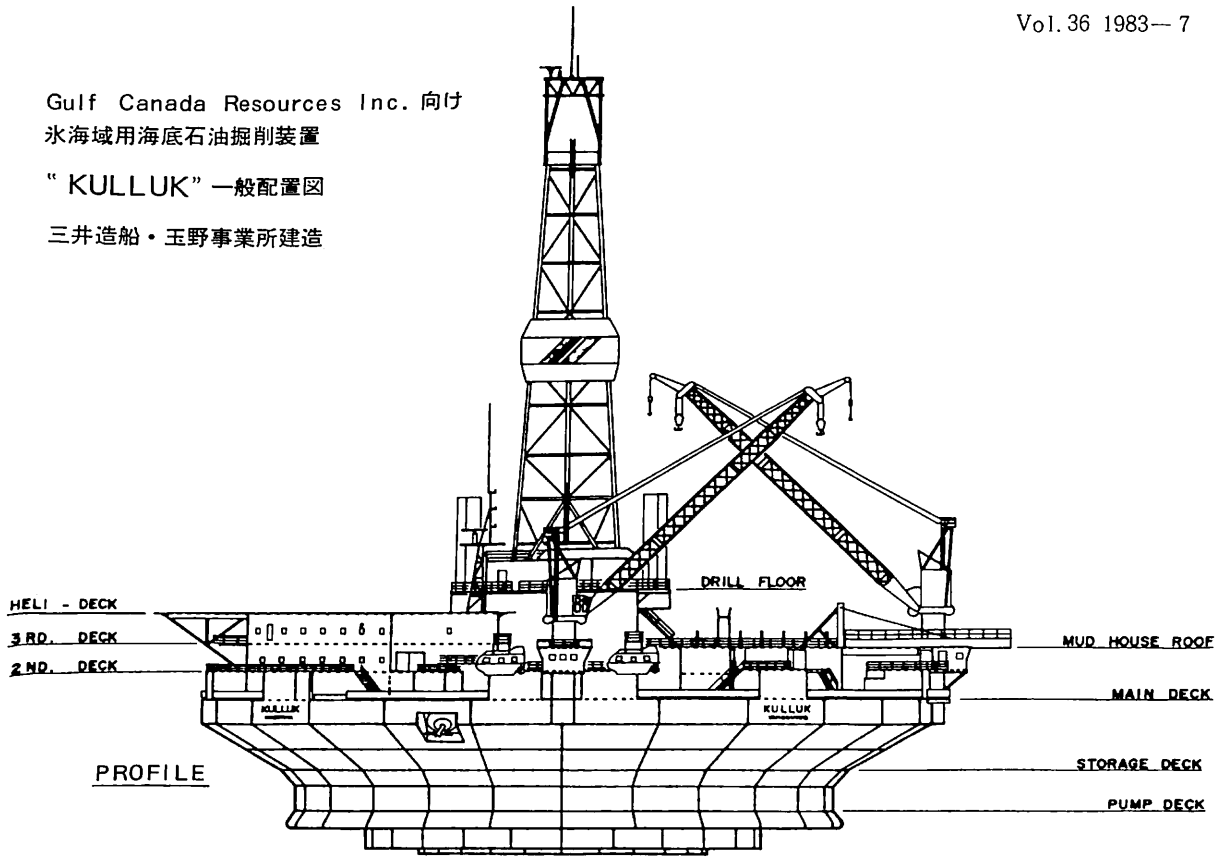 Vol.36 1983—7
Gulf Canada Resources Inc. 向け
氷海域用海底石油掘削装置
“KULLUK”一般配置図
三井造船・玉野事業所建造
DRILL FLOOR
HELI - DECK
3RD. DECK
MUD HOUSE ROOF
2ND. DECK
MAIN DECK
KULLUK
KULLUK
STORAGE DECK
PROFILE
PUMP DECK